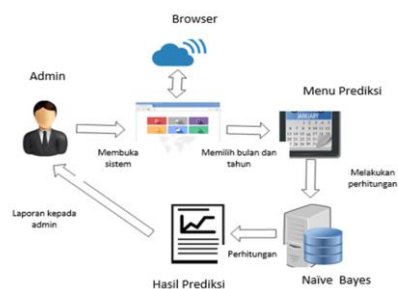 Browser
Admin
Menu Prediksi
JANUARY
Membuka
sistem
Memilih bulan dan
tahun
Melakukan
perhitungan
Laporan kepada
admin
Perhitungan
Hasil Prediksi
Naïve Bayes